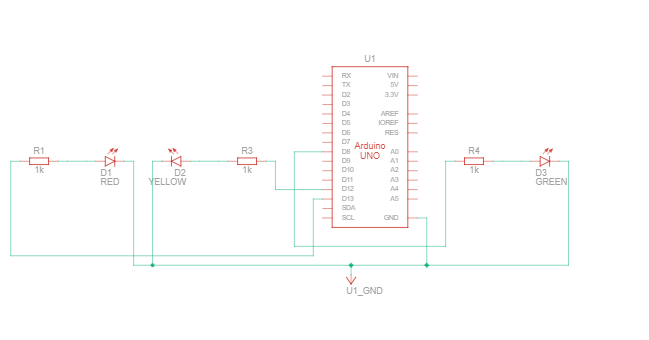 U1
RX
TX
D2
D3
D4
D5
D6
D7
D8
D9
D10
D11
D12
D13
SDA
SCL
VIN
5V
3.3V
AREF
IOREF
RES
A0
A1
A2
A3
A4
A5
GND
Arduino
UNO
R1
1k
D1
RED
D2
YELLOW
R3
1k
R4
1k
D3
GREEN
U1_GND